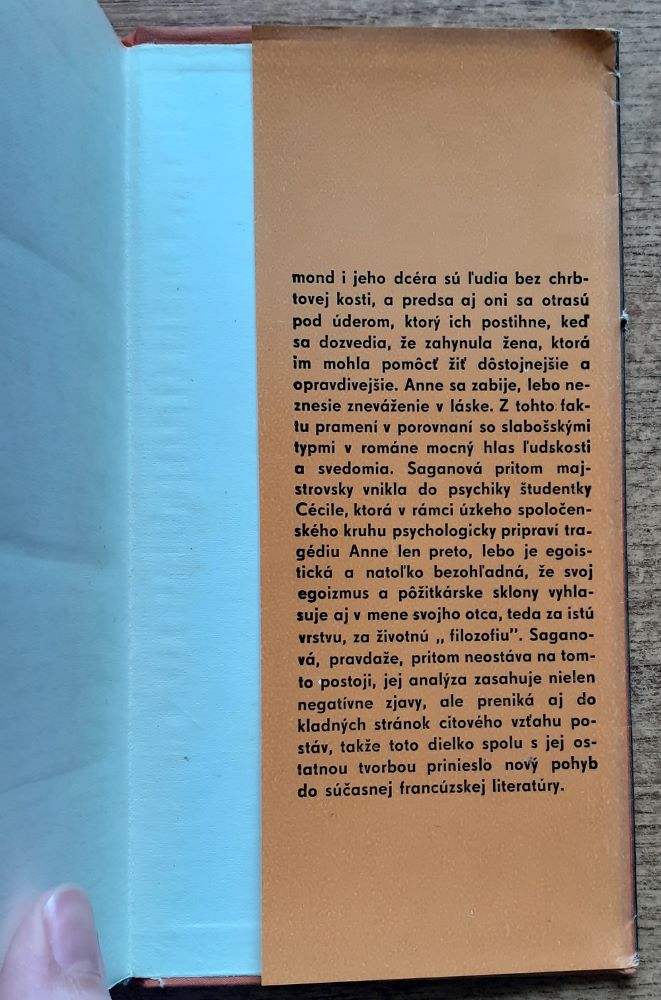 mond i jeho dcéra sú ľudia bez chrb-
tovej kosti, a predsa aj oni sa otrasú
pod úderom, ktorý ich postihne, keď
sa dozvedia, že zahynula žena, ktorá
im mohla pomôcť žiť dôstojnejšie a
opravdivejšie. Anne sa zabije, lebo ne-
znesie zneváženie v láske. Z tohto fak-
tu pramení v porovnaní so slabošskými
typmi v románe mocný hlas ľudskosti
a svedomia. Saganová pritom maj-
strovsky vnikla do psychiky študentky
Cécile, ktorá v rámci úzkeho spoločen-
ského kruhu psychologicky pripraví tra-
gédiu Anne len preto, lebo je egois-
tická a natoľko bezohľadná, že svoj
egoizmus a pôžitkárske sklony vyhla-
suje aj v mene svojho otca, teda za istú
vrstvu, za životnú „ filozofiu". Sagano-
vá, pravdaže, pritom neostáva na tom-
to postoji, jej analýza zasahuje nielen
negatívne zjavy, ale preniká aj do
kladných stránok citového vzťahu po-
stáv, takže toto dielko spolu s jej os-
tatnou tvorbou prinieslo nový pohyb
do súčasnej francúzskej literatúry.